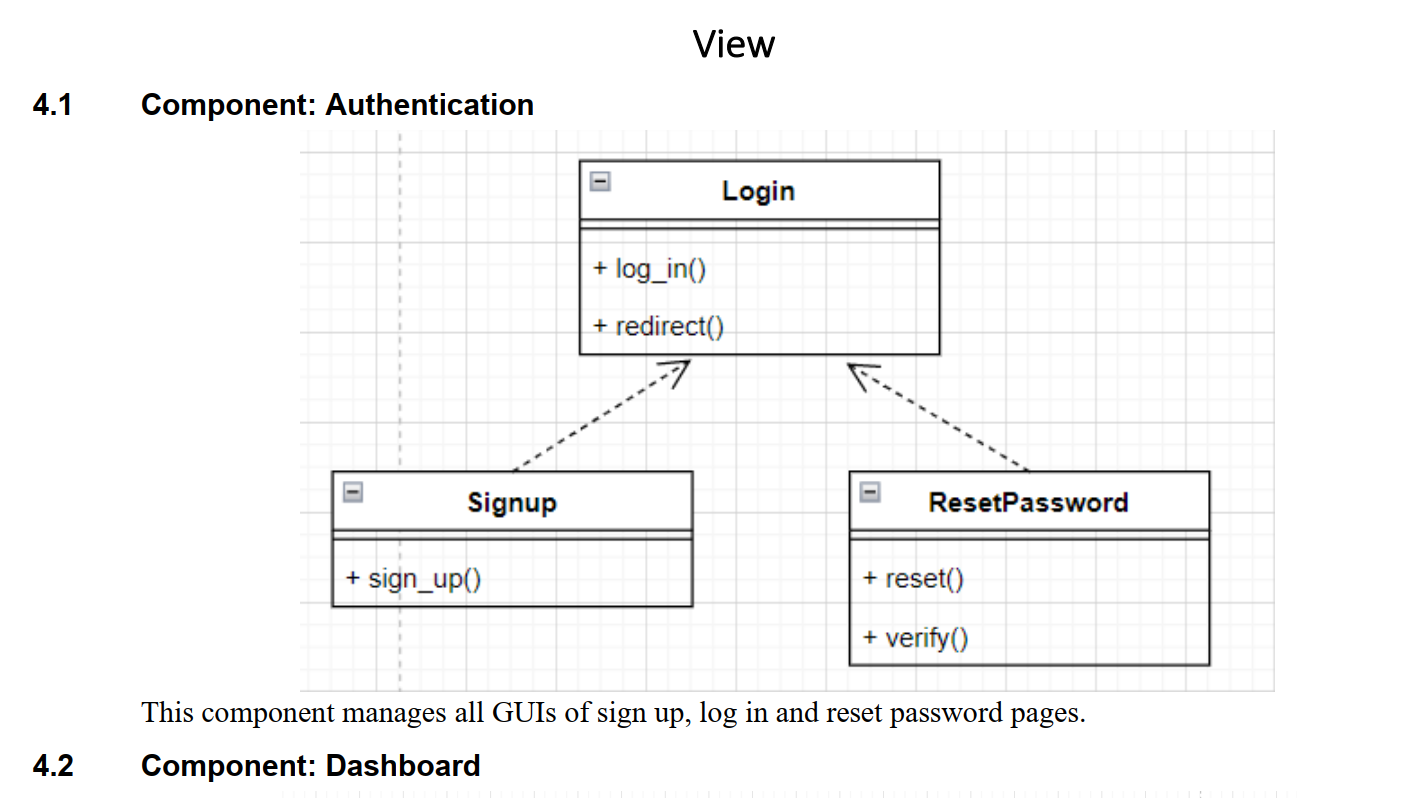 View
4.1 Component: Authentication
Login
+ log_in()
+ redirect()
Signup
+ sign_up()
ResetPassword
+ reset()
+ verify()
This component manages all GUIs of sign up, log in and reset password pages.
4.2 Component: Dashboard